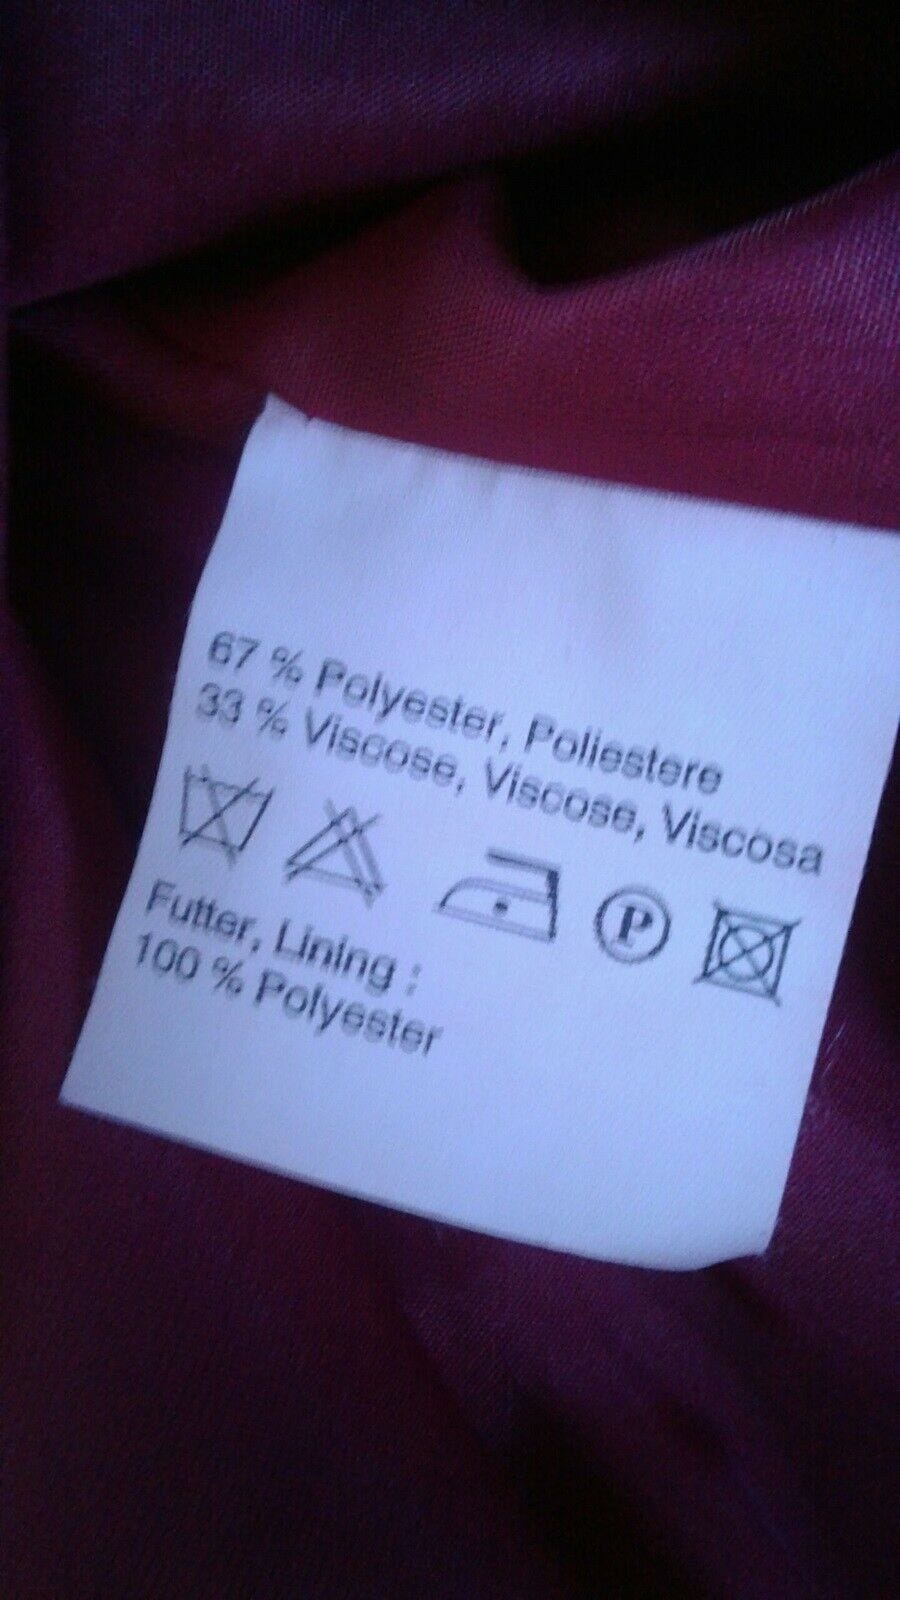 67 % Polyester, Poliestere
33 % Viscose, Viscose, Viscosa
P
Futter, Lining :
100 % Polyester